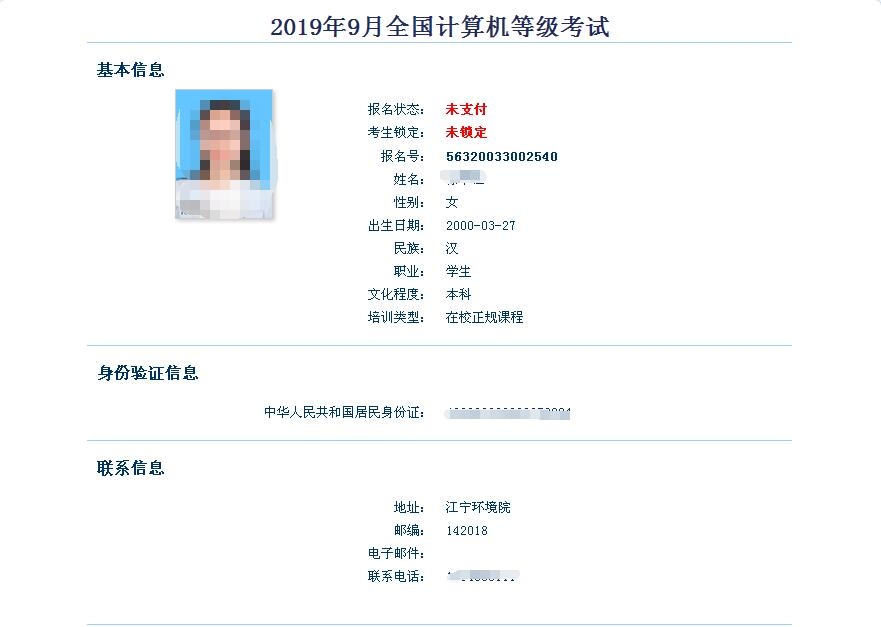 2019年9月全国计算机等级考试
基本信息
报名状态： 未支付
考生锁定： 未锁定
报名号： 56320033002540
姓名：
性别： 女
出生日期： 2000-03-27
民族： 汉
职业： 学生
文化程度： 本科
培训类型： 在校正规课程
身份验证信息
中华人民共和国居民身份证：
联系信息
地址： 江宁环境院
邮编： 142018
电子邮件：
联系电话：